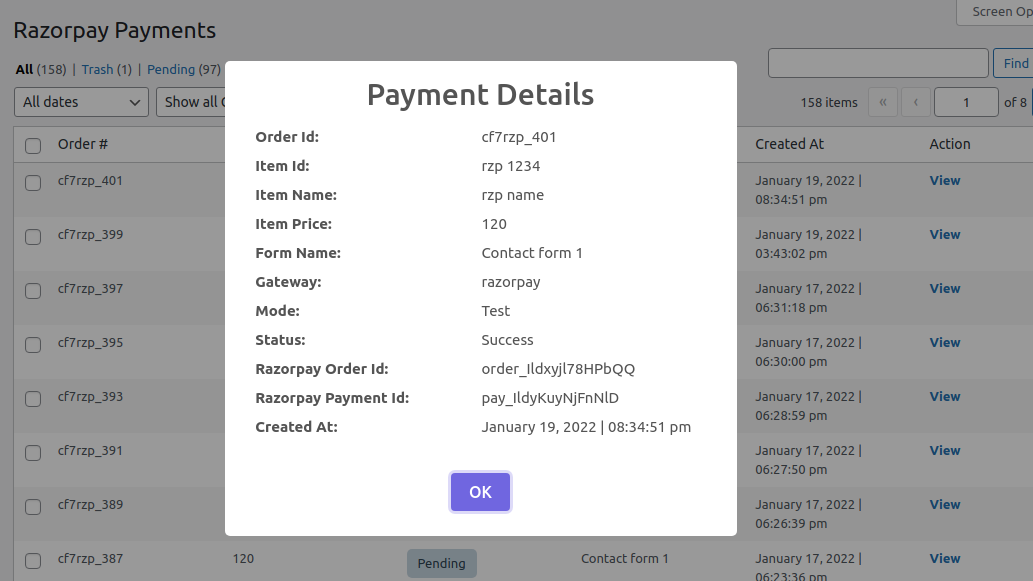 Screen Op
Razorpay Payments
All (158) | Trash (1) | Pending (97)
Find
All dates
Show all
158 items « ‹ 1 of 8
Order # Created At Action
cf7rzp_401 January 19, 2022 | View
08:34:51 pm
cf7rzp_399 January 19, 2022 | View
03:43:02 pm
cf7rzp_397 January 17, 2022 | View
06:31:18 pm
cf7rzp_395 January 17, 2022 | View
06:30:00 pm
cf7rzp_393 January 17, 2022 | View
06:28:59 pm
cf7rzp_391 January 17, 2022 | View
06:27:50 pm
cf7rzp_389 January 17, 2022 | View
06:26:39 pm
cf7rzp_387 120 Pending Contact form 1 January 17, 2022 | View
06:23:36 pm
Payment Details
Order Id: cf7rzp_401
Item Id: rzp 1234
Item Name: rzp name
Item Price: 120
Form Name: Contact form 1
Gateway: razorpay
Mode: Test
Status: Success
Razorpay Order Id: order_Ildxyjl78HPbQQ
Razorpay Payment Id: pay_IldyKuyNjFnNlD
Created At: January 19, 2022 | 08:34:51 pm
OK